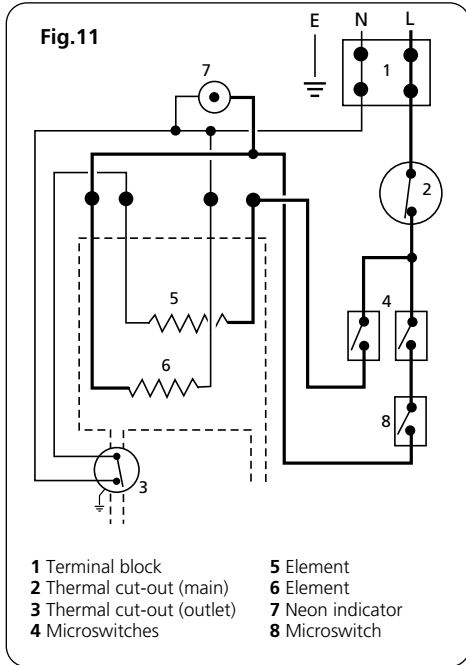 Fig.11
E N L
7
1
2
5
4
6
8
3
1 Terminal block
2 Thermal cut-out (main)
3 Thermal cut-out (outlet)
4 Microswitches
5 Element
6 Element
7 Neon indicator
8 Microswitch